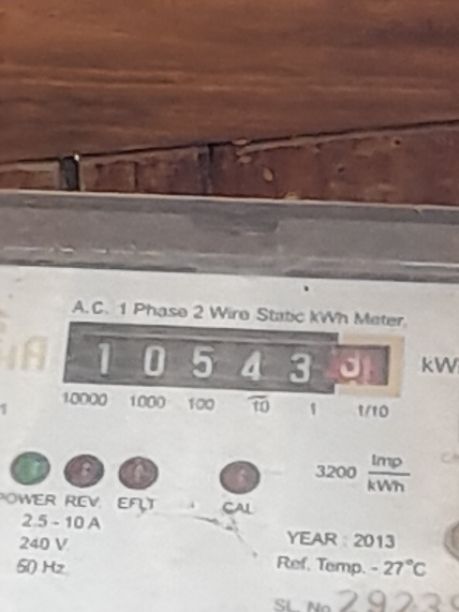 A.C. 1 Phase 2 Wire Static kWh Meter.
1 0 5 4 3
10000 1000 100 10 1 1/10
POWER REV. EFLT CAL
3200 Imp/kWh
2.5 - 10 A
240 V
50 Hz
YEAR : 2013
Ref. Temp. - 27°C
SL. No.